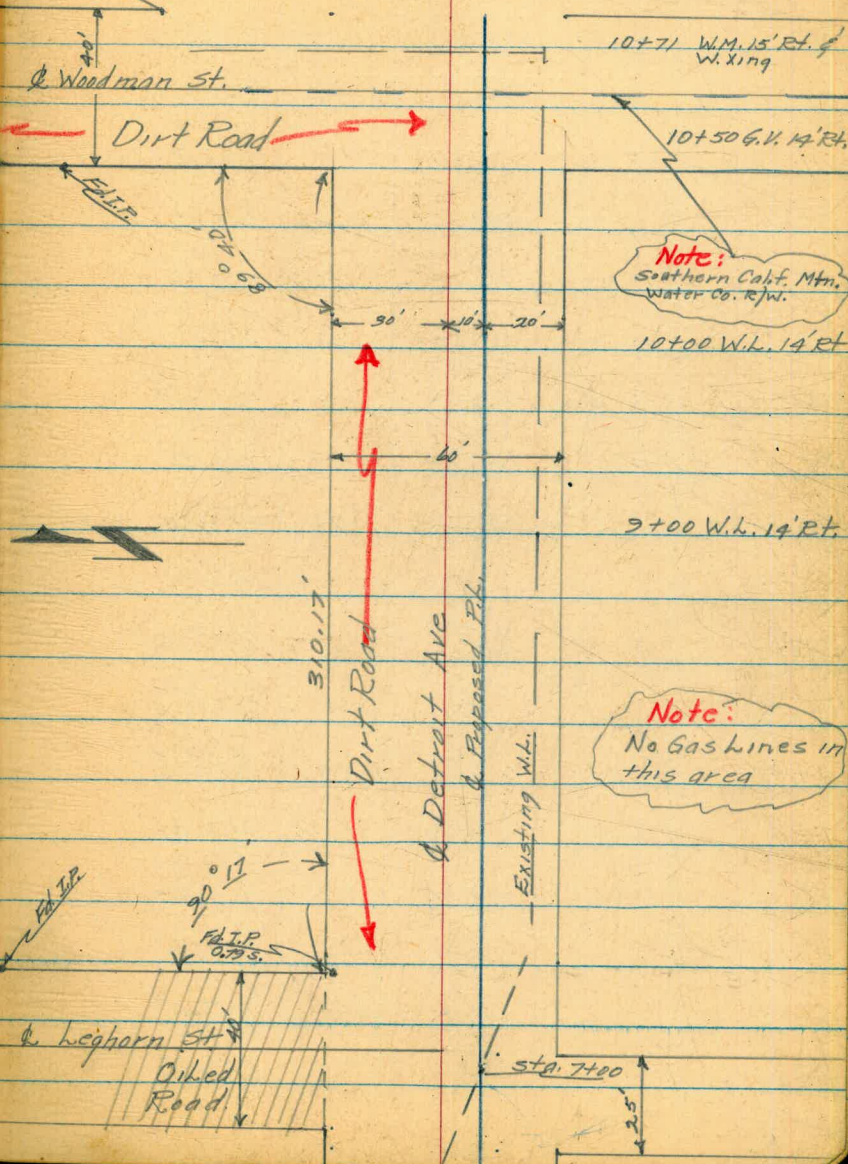 40'
10+71 W.M. 15' Rt. &
W. Xing
℄ Woodman St.
Dirt Road
10+50 G.V. 14' Rt.
Fd. I.P.
89° 40'
Note:
Southern Calif. Mtn.
Water Co. R/W.
30'
10'
20'
10+00 W.L. 14' Rt
60'
9+00 W.L. 14' Rt.
310.17'
Dirt Road
℄ Detroit Ave
℄ Proposed P.L.
Existing W.L.
Note:
No Gas Lines in
this area
90° 17'
Fd. I.P.
Fd. I.P.
0.79 S.
℄ Leghorn St
40'
Oiled
Road.
Sta. 7+00
25'